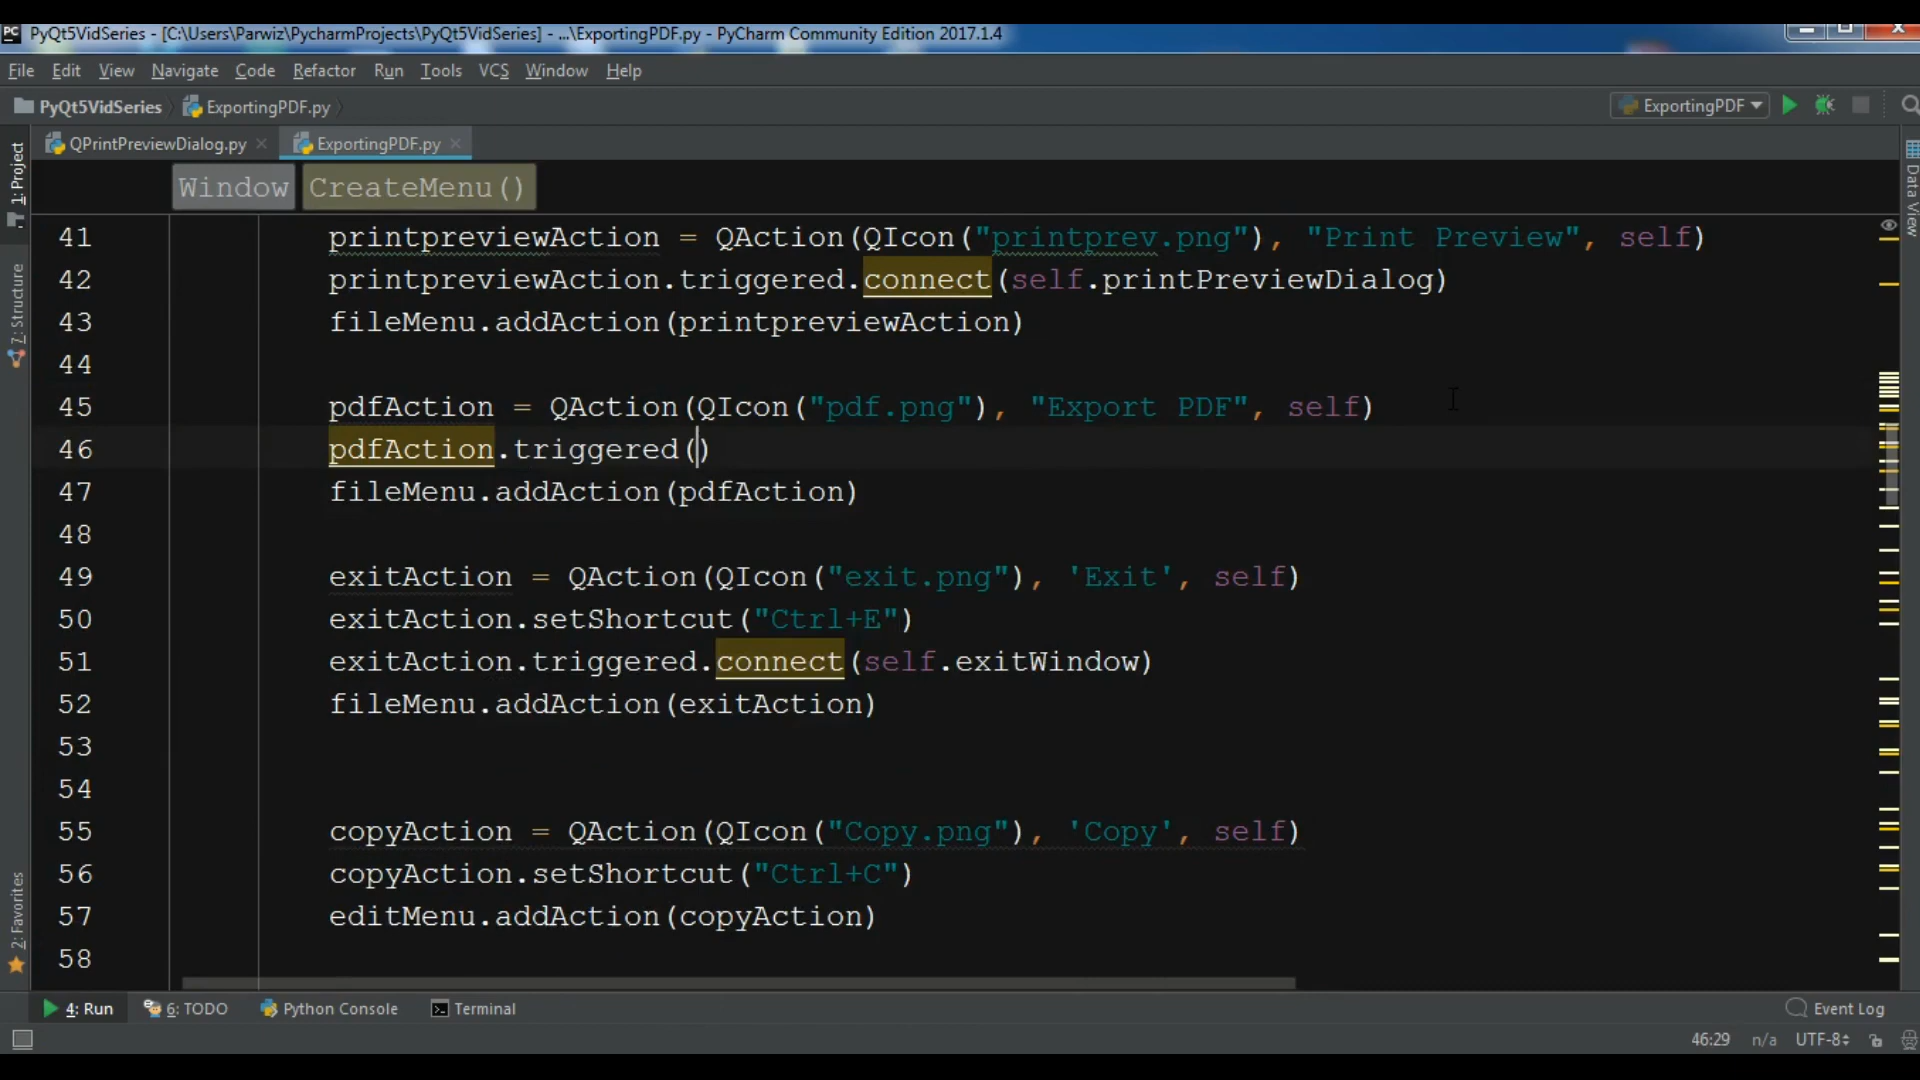 PyQt5VidSeries - [C:\Users\Parwiz\PycharmProjects\PyQt5VidSeries] - ...\ExportingPDF.py - PyCharm Community Edition 2017.1.4
File Edit View Navigate Code Refactor Run Tools VCS Window Help
PyQt5VidSeries ExportingPDF.py ExportingPDF
QPrintPreviewDialog.py ExportingPDF.py
1: Project
7: Structure
2: Favorites
Data View
Window CreateMenu()
41 printpreviewAction = QAction(QIcon("printprev.png"), "Print Preview", self)
42 printpreviewAction.triggered.connect(self.printPreviewDialog)
43 fileMenu.addAction(printpreviewAction)
44
45 pdfAction = QAction(QIcon("pdf.png"), "Export PDF", self)
46 pdfAction.triggered()
47 fileMenu.addAction(pdfAction)
48
49 exitAction = QAction(QIcon("exit.png"), 'Exit', self)
50 exitAction.setShortcut("Ctrl+E")
51 exitAction.triggered.connect(self.exitWindow)
52 fileMenu.addAction(exitAction)
53
54
55 copyAction = QAction(QIcon("Copy.png"), 'Copy', self)
56 copyAction.setShortcut("Ctrl+C")
57 editMenu.addAction(copyAction)
58
4: Run 6: TODO Python Console Terminal Event Log
46:29 n/a UTF-8